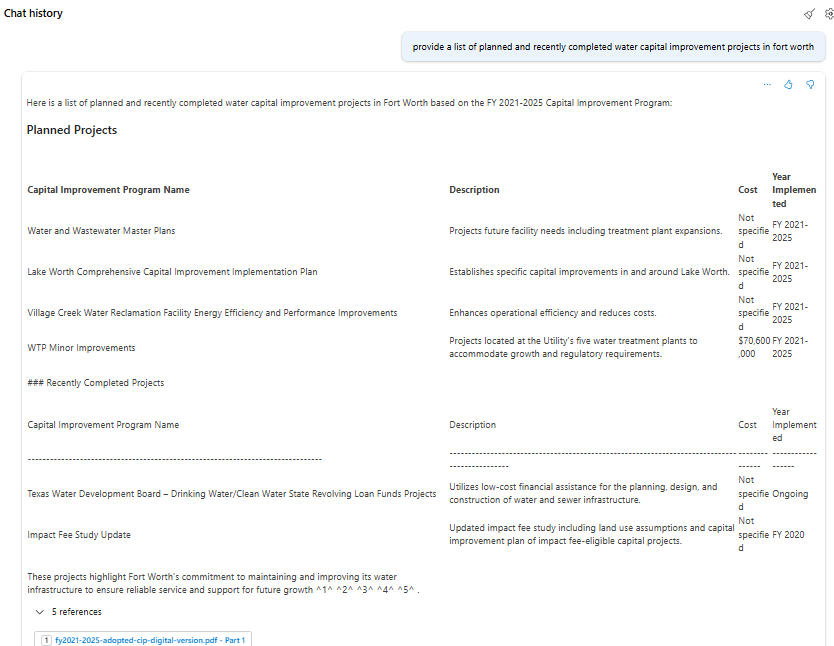 Chat history
provide a list of planned and recently completed water capital improvement projects in fort worth
Here is a list of planned and recently completed water capital improvement projects in Fort Worth based on the FY 2021-2025 Capital Improvement Program:
Planned Projects
Capital Improvement Program Name
Description
Cost
Year
Implemen
ted
Water and Wastewater Master Plans
Projects future facility needs including treatment plant expansions.
Not
specifie
d
FY 2021-
2025
Lake Worth Comprehensive Capital Improvement Implementation Plan
Establishes specific capital improvements in and around Lake Worth.
Not
specifie
d
FY 2021-
2025
Village Creek Water Reclamation Facility Energy Efficiency and Performance Improvements
Enhances operational efficiency and reduces costs.
Not
specifie
d
FY 2021-
2025
WTP Minor Improvements
Projects located at the Utility's five water treatment plants to
accommodate growth and regulatory requirements.
$70,600
,000
FY 2021-
2025
### Recently Completed Projects
Capital Improvement Program Name
Description
Cost
Year
Implement
ed
--------------------------------------------------------------------------------
------------------------------------------------------------------------------
----------------
--------
------
------------
------
Texas Water Development Board – Drinking Water/Clean Water State Revolving Loan Funds Projects
Utilizes low-cost financial assistance for the planning, design, and
construction of water and sewer infrastructure.
Not
specifie
d
Ongoing
Impact Fee Study Update
Updated impact fee study including land use assumptions and capital
improvement plan of impact fee-eligible capital projects.
Not
specifie
d
FY 2020
These projects highlight Fort Worth's commitment to maintaining and improving its water
infrastructure to ensure reliable service and support for future growth ^1^ ^2^ ^3^ ^4^ ^5^ .
5 references
1 fy2021-2025-adopted-cip-digital-version.pdf - Part 1